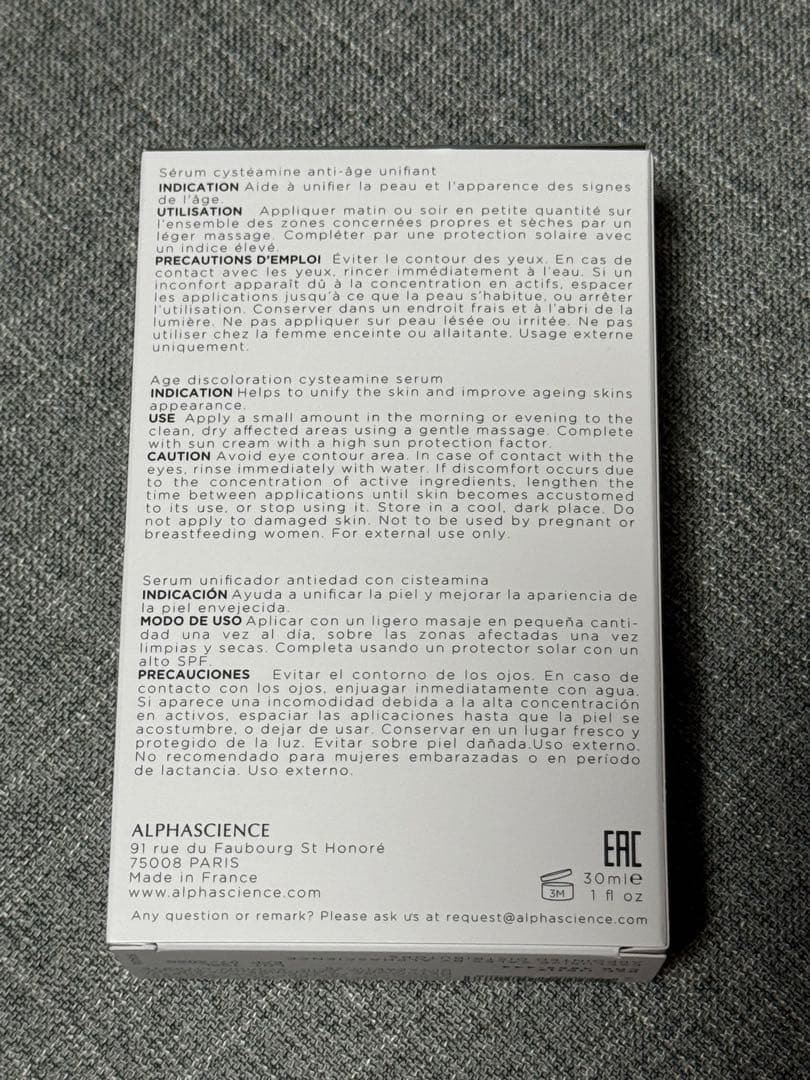 Sérum cystéamine anti-âge unifiant
INDICATION Aide à unifier la peau et l'apparence des signes
de l'âge.
UTILISATION Appliquer matin ou soir en petite quantité sur
l'ensemble des zones concernées propres et sèches par un
léger massage. Compléter par une protection solaire avec
un indice élevé.
PRECAUTIONS D'EMPLOI Éviter le contour des yeux. En cas de
contact avec les yeux, rincer immédiatement à l'eau. Si un
inconfort apparaît dû à la concentration en actifs, espacer
les applications jusqu'à ce que la peau s'habitue, ou arrêter
l'utilisation. Conserver dans un endroit frais et à l'abri de la
lumière. Ne pas appliquer sur peau lésée ou irritée. Ne pas
utiliser chez la femme enceinte ou allaitante. Usage externe
uniquement.
Age discoloration cysteamine serum
INDICATION Helps to unify the skin and improve ageing skins
appearance.
USE Apply a small amount in the morning or evening to the
clean, dry affected areas using a gentle massage. Complete
with sun cream with a high sun protection factor.
CAUTION Avoid eye contour area. In case of contact with the
eyes, rinse immediately with water. If discomfort occurs due
to the concentration of active ingredients, lengthen the
time between applications until skin becomes accustomed
to its use, or stop using it. Store in a cool, dark place. Do
not apply to damaged skin. Not to be used by pregnant or
breastfeeding women. For external use only.
Serum unificador antiedad con cisteamina
INDICACIÓN Ayuda a unificar la piel y mejorar la apariencia de
la piel envejecida.
MODO DE USO Aplicar con un ligero masaje en pequeña canti-
dad una vez al día, sobre las zonas afectadas una vez
limpias y secas. Completa usando un protector solar con un
alto SPF.
PRECAUCIONES Evitar el contorno de los ojos. En caso de
contacto con los ojos, enjuagar inmediatamente con agua.
Si aparece una incomodidad debida a la alta concentración
en activos, espaciar las aplicaciones hasta que la piel se
acostumbre, o dejar de usar. Conservar en un lugar fresco y
protegido de la luz. Evitar sobre piel dañada.Uso externo.
No recomendado para mujeres embarazadas o en período
de lactancia. Uso externo.
ALPHASCIENCE
91 rue du Faubourg St Honoré
75008 PARIS
Made in France
www.alphascience.com
EAC
3M
30ml e
1 fl oz
Any question or remark? Please ask us at request@alphascience.com